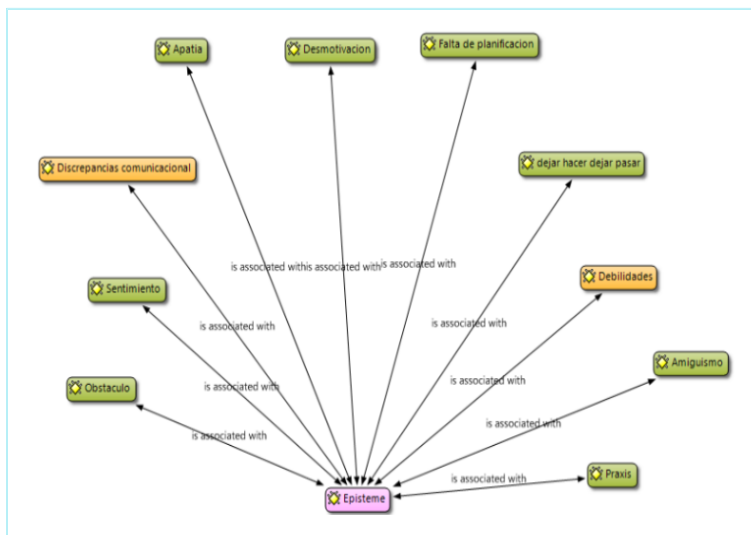 Apatia
Desmotivacion
Falta de planificacion
Discrepancias comunicacional
dejar hacer dejar pasar
is associated with
is associated with
is associated with
Sentimiento
Debilidades
is associated with
is associated with
Obstaculo
is associated with
is associated with
Amiguismo
is associated with
is associated with
Praxis
is associated with
Episteme